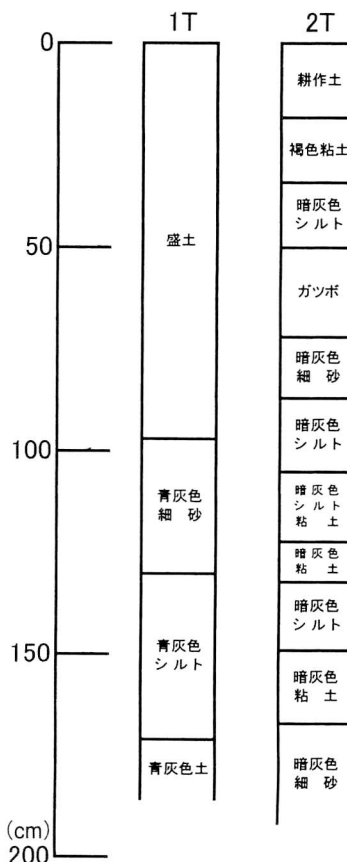 1T
2T
0
50
100
150
(cm)
200
盛土
青灰色
細 砂
青灰色
シルト
青灰色土
耕作土
褐色粘土
暗灰色
シルト
ガツボ
暗灰色
細 砂
暗灰色
シルト
暗灰色
シルト
粘 土
暗灰色
粘 土
暗灰色
シルト
暗灰色
粘 土
暗灰色
細 砂